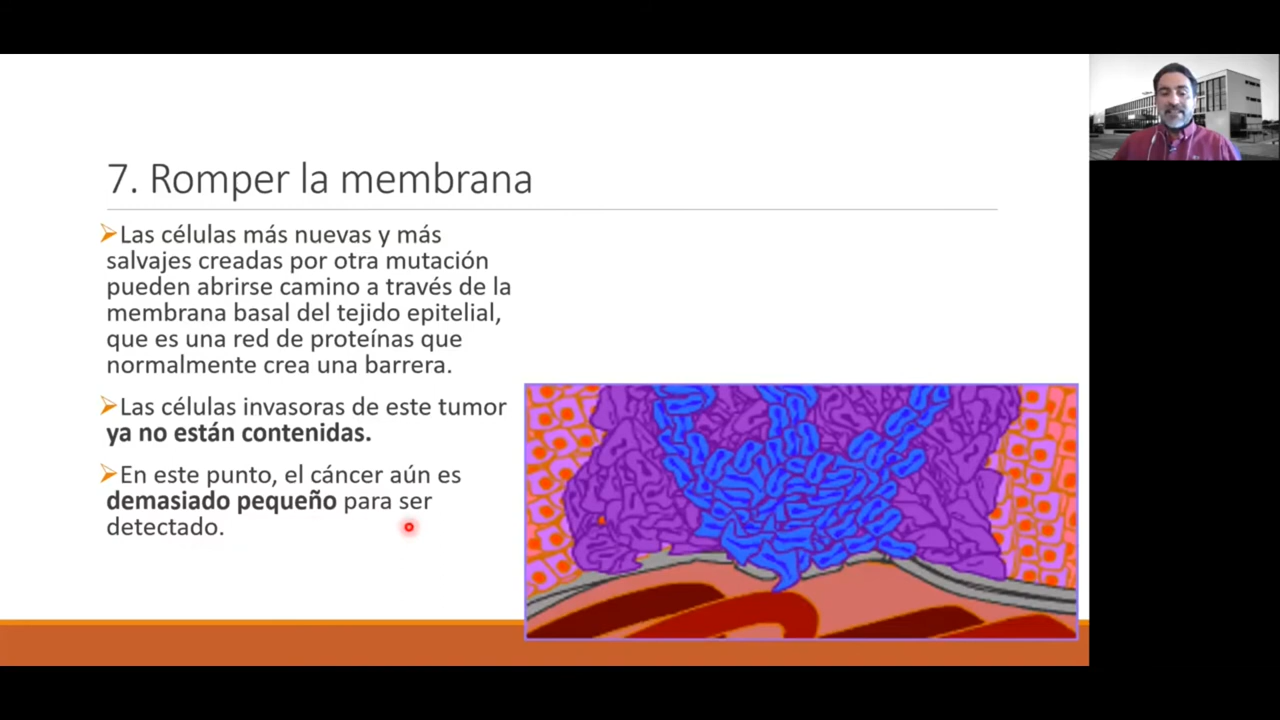 7. Romper la membrana
Las células más nuevas y más
salvajes creadas por otra mutación
pueden abrirse camino a través de la
membrana basal del tejido epitelial,
que es una red de proteínas que
normalmente crea una barrera.
Las células invasoras de este tumor
ya no están contenidas.
En este punto, el cáncer aún es
demasiado pequeño para ser
detectado.